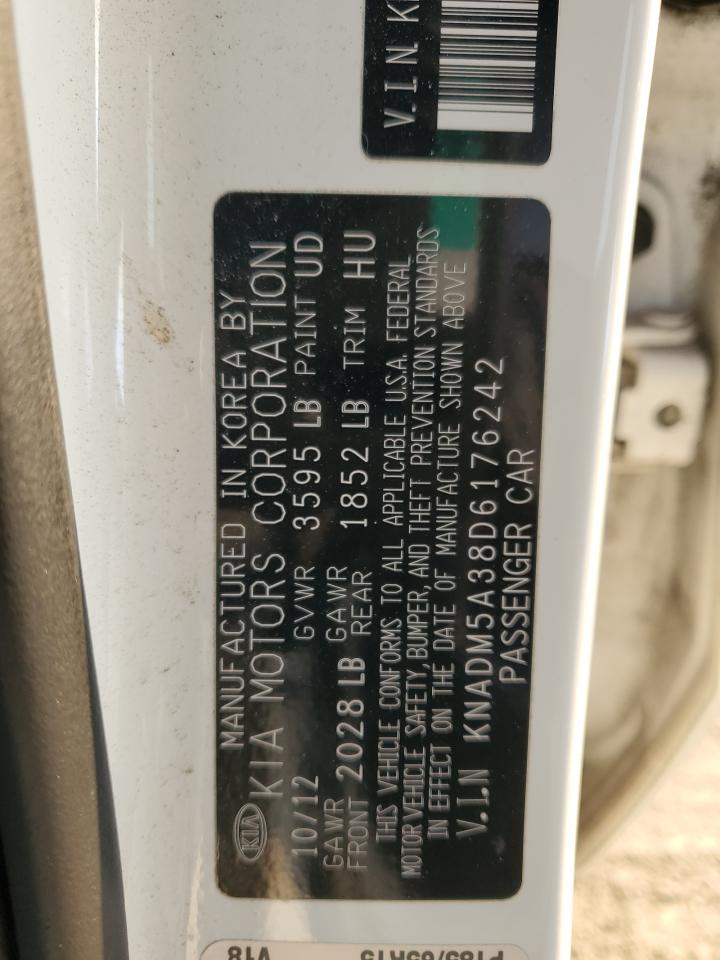 KIA
MANUFACTURED IN KOREA BY
KIA MOTORS CORPORATION
10/12 GVWR 3595 LB PAINT UD
GAWR FRONT 2028 LB GAWR REAR 1852 LB TRIM HU
THIS VEHICLE CONFORMS TO ALL APPLICABLE U.S.A. FEDERAL
MOTOR VEHICLE SAFETY, BUMPER, AND THEFT PREVENTION STANDARDS
IN EFFECT ON THE DATE OF MANUFACTURE SHOWN ABOVE
V.I.N KNADM5A38D6176242
PASSENGER CAR
V.I.N.